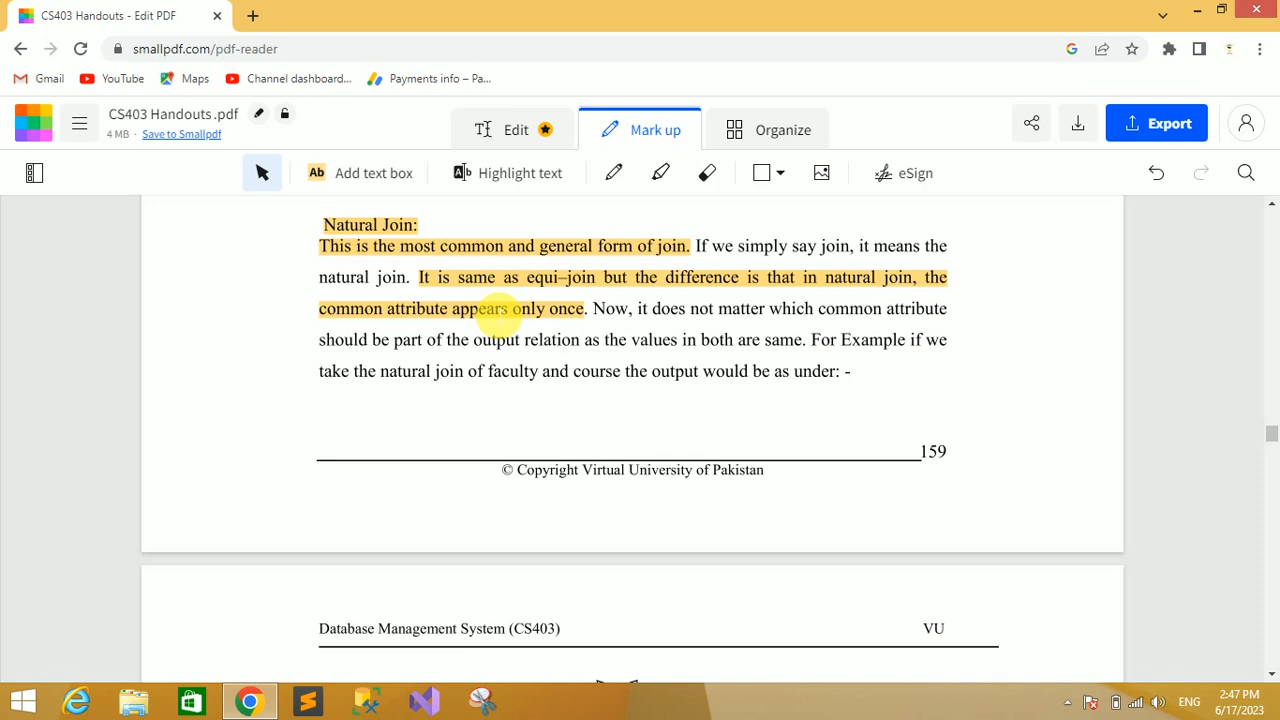 CS403 Handouts - Edit PDF
smallpdf.com/pdf-reader
Gmail YouTube Maps Channel dashboard... Payments info – Pa...
CS403 Handouts .pdf
4 MB · Save to Smallpdf
Edit Mark up Organize Export
Ab Add text box Highlight text eSign
Natural Join:
This is the most common and general form of join. If we simply say join, it means the
natural join. It is same as equi–join but the difference is that in natural join, the
common attribute appears only once. Now, it does not matter which common attribute
should be part of the output relation as the values in both are same. For Example if we
take the natural join of faculty and course the output would be as under: -
159
© Copyright Virtual University of Pakistan
Database Management System (CS403) VU
ENG
2:47 PM
6/17/2023